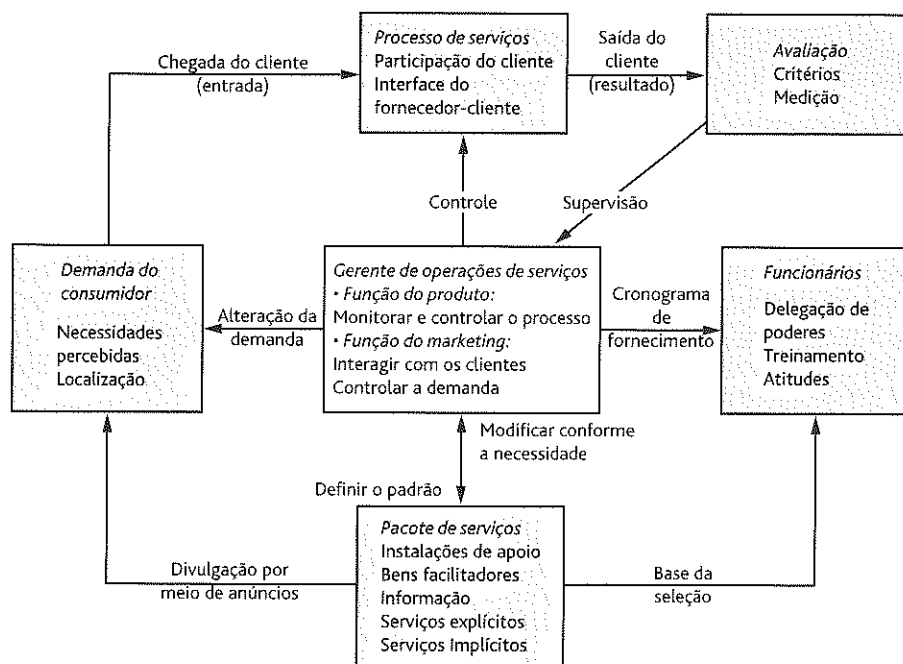 Processo de serviços
Participação do cliente
Interface do
fornecedor-cliente
Chegada do cliente
(entrada)
Saída do
cliente
(resultado)
Avaliação
Critérios
Medição
Controle
Supervisão
Demanda do
consumidor
Necessidades
percebidas
Localização
Alteração da
demanda
Gerente de operações de serviços
• Função do produto:
Monitorar e controlar o processo
• Função do marketing:
Interagir com os clientes
Controlar a demanda
Cronograma
de
fornecimento
Funcionários
Delegação de
poderes
Treinamento
Atitudes
Modificar conforme
a necessidade
Definir o padrão
Pacote de serviços
Instalações de apoio
Bens facilitadores
Informação
Serviços explícitos
Serviços Implícitos
Divulgação por
meio de anúncios
Base da
seleção